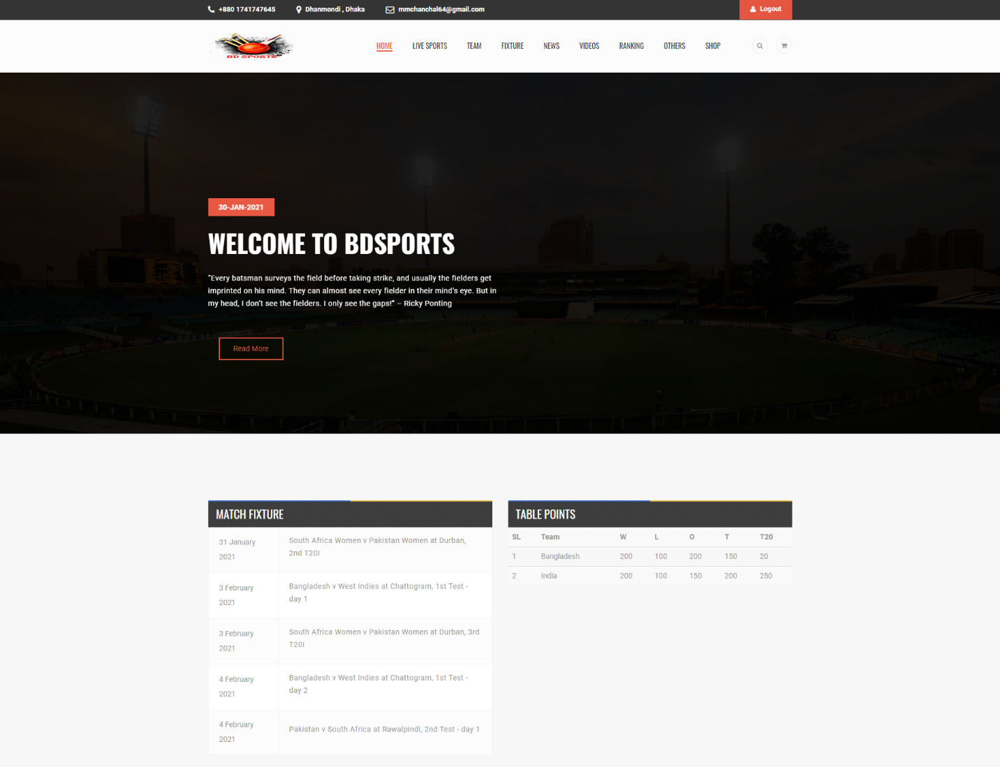 +880 1741747645
Dhanmondi , Dhaka
mmchanchal64@gmail.com
Logout
BD SPORTS
HOME
LIVE SPORTS
TEAM
FIXTURE
NEWS
VIDEOS
RANKING
OTHERS
SHOP
30-JAN-2021
WELCOME TO BDSPORTS
“Every batsman surveys the field before taking strike, and usually the fielders get
imprinted on his mind. They can almost see every fielder in their mind’s eye. But in
my head, I don’t see the fielders. I only see the gaps!” – Ricky Ponting
Read More
MATCH FIXTURE
31 January
2021
South Africa Women v Pakistan Women at Durban,
2nd T20I
3 February
2021
Bangladesh v West Indies at Chattogram, 1st Test -
day 1
3 February
2021
South Africa Women v Pakistan Women at Durban, 3rd
T20I
4 February
2021
Bangladesh v West Indies at Chattogram, 1st Test -
day 2
4 February
2021
Pakistan v South Africa at Rawalpindi, 2nd Test - day 1
TABLE POINTS
SL Team W L O T T20
1 Bangladesh 200 100 200 150 20
2 India 200 100 150 200 250